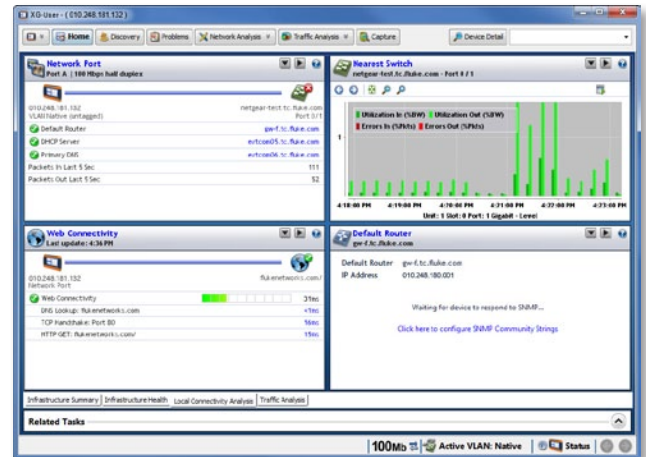 XG-User - ( 010.248.181.132 )
Home Discovery Problems Network Analysis Traffic Analysis Capture Device Detail
Network Port
Port A | 100 Mbps half duplex
010.248.181.132 netgear-test.tc.fluke.com
VLAN:Native (untagged) Port 0/1
Default Router gw-f.tc.fluke.com
DHCP Server evtcom05.tc.fluke.com
Primary DNS evtcom06.tc.fluke.com
Packets In Last 5 Sec 111
Packets Out Last 5 Sec 52
Nearest Switch
netgear-test.tc.fluke.com - Port # / 1
Utilization In (%BW) Utilization Out (%BW)
Errors In (%Pkts) Errors Out (%Pkts)
1
4:18:00 PM 4:19:00 PM 4:20:00 PM 4:21:00 PM 4:22:00 PM 4:23:00 PM
Unit: 1 Slot: 0 Port: 1 Gigabit - Level
Web Connectivity
Last update: 4:36 PM
010.248.181.132 flukenetworks.com/
Network Port
Web Connectivity 31ms
DNS Lookup: flukenetworks.com <1ms
TCP Handshake: Port 80 16ms
HTTP GET: flukenetworks.com/ 15ms
Default Router
gw-f.tc.fluke.com
Default Router gw-f.tc.fluke.com
IP Address 010.248.180.001
Waiting for device to respond to SNMP...
Click here to configure SNMP Community Strings
Infrastructure Summary Infrastructure Health Local Connectivity Analysis Traffic Analysis
Related Tasks
100Mb Active VLAN: Native Status